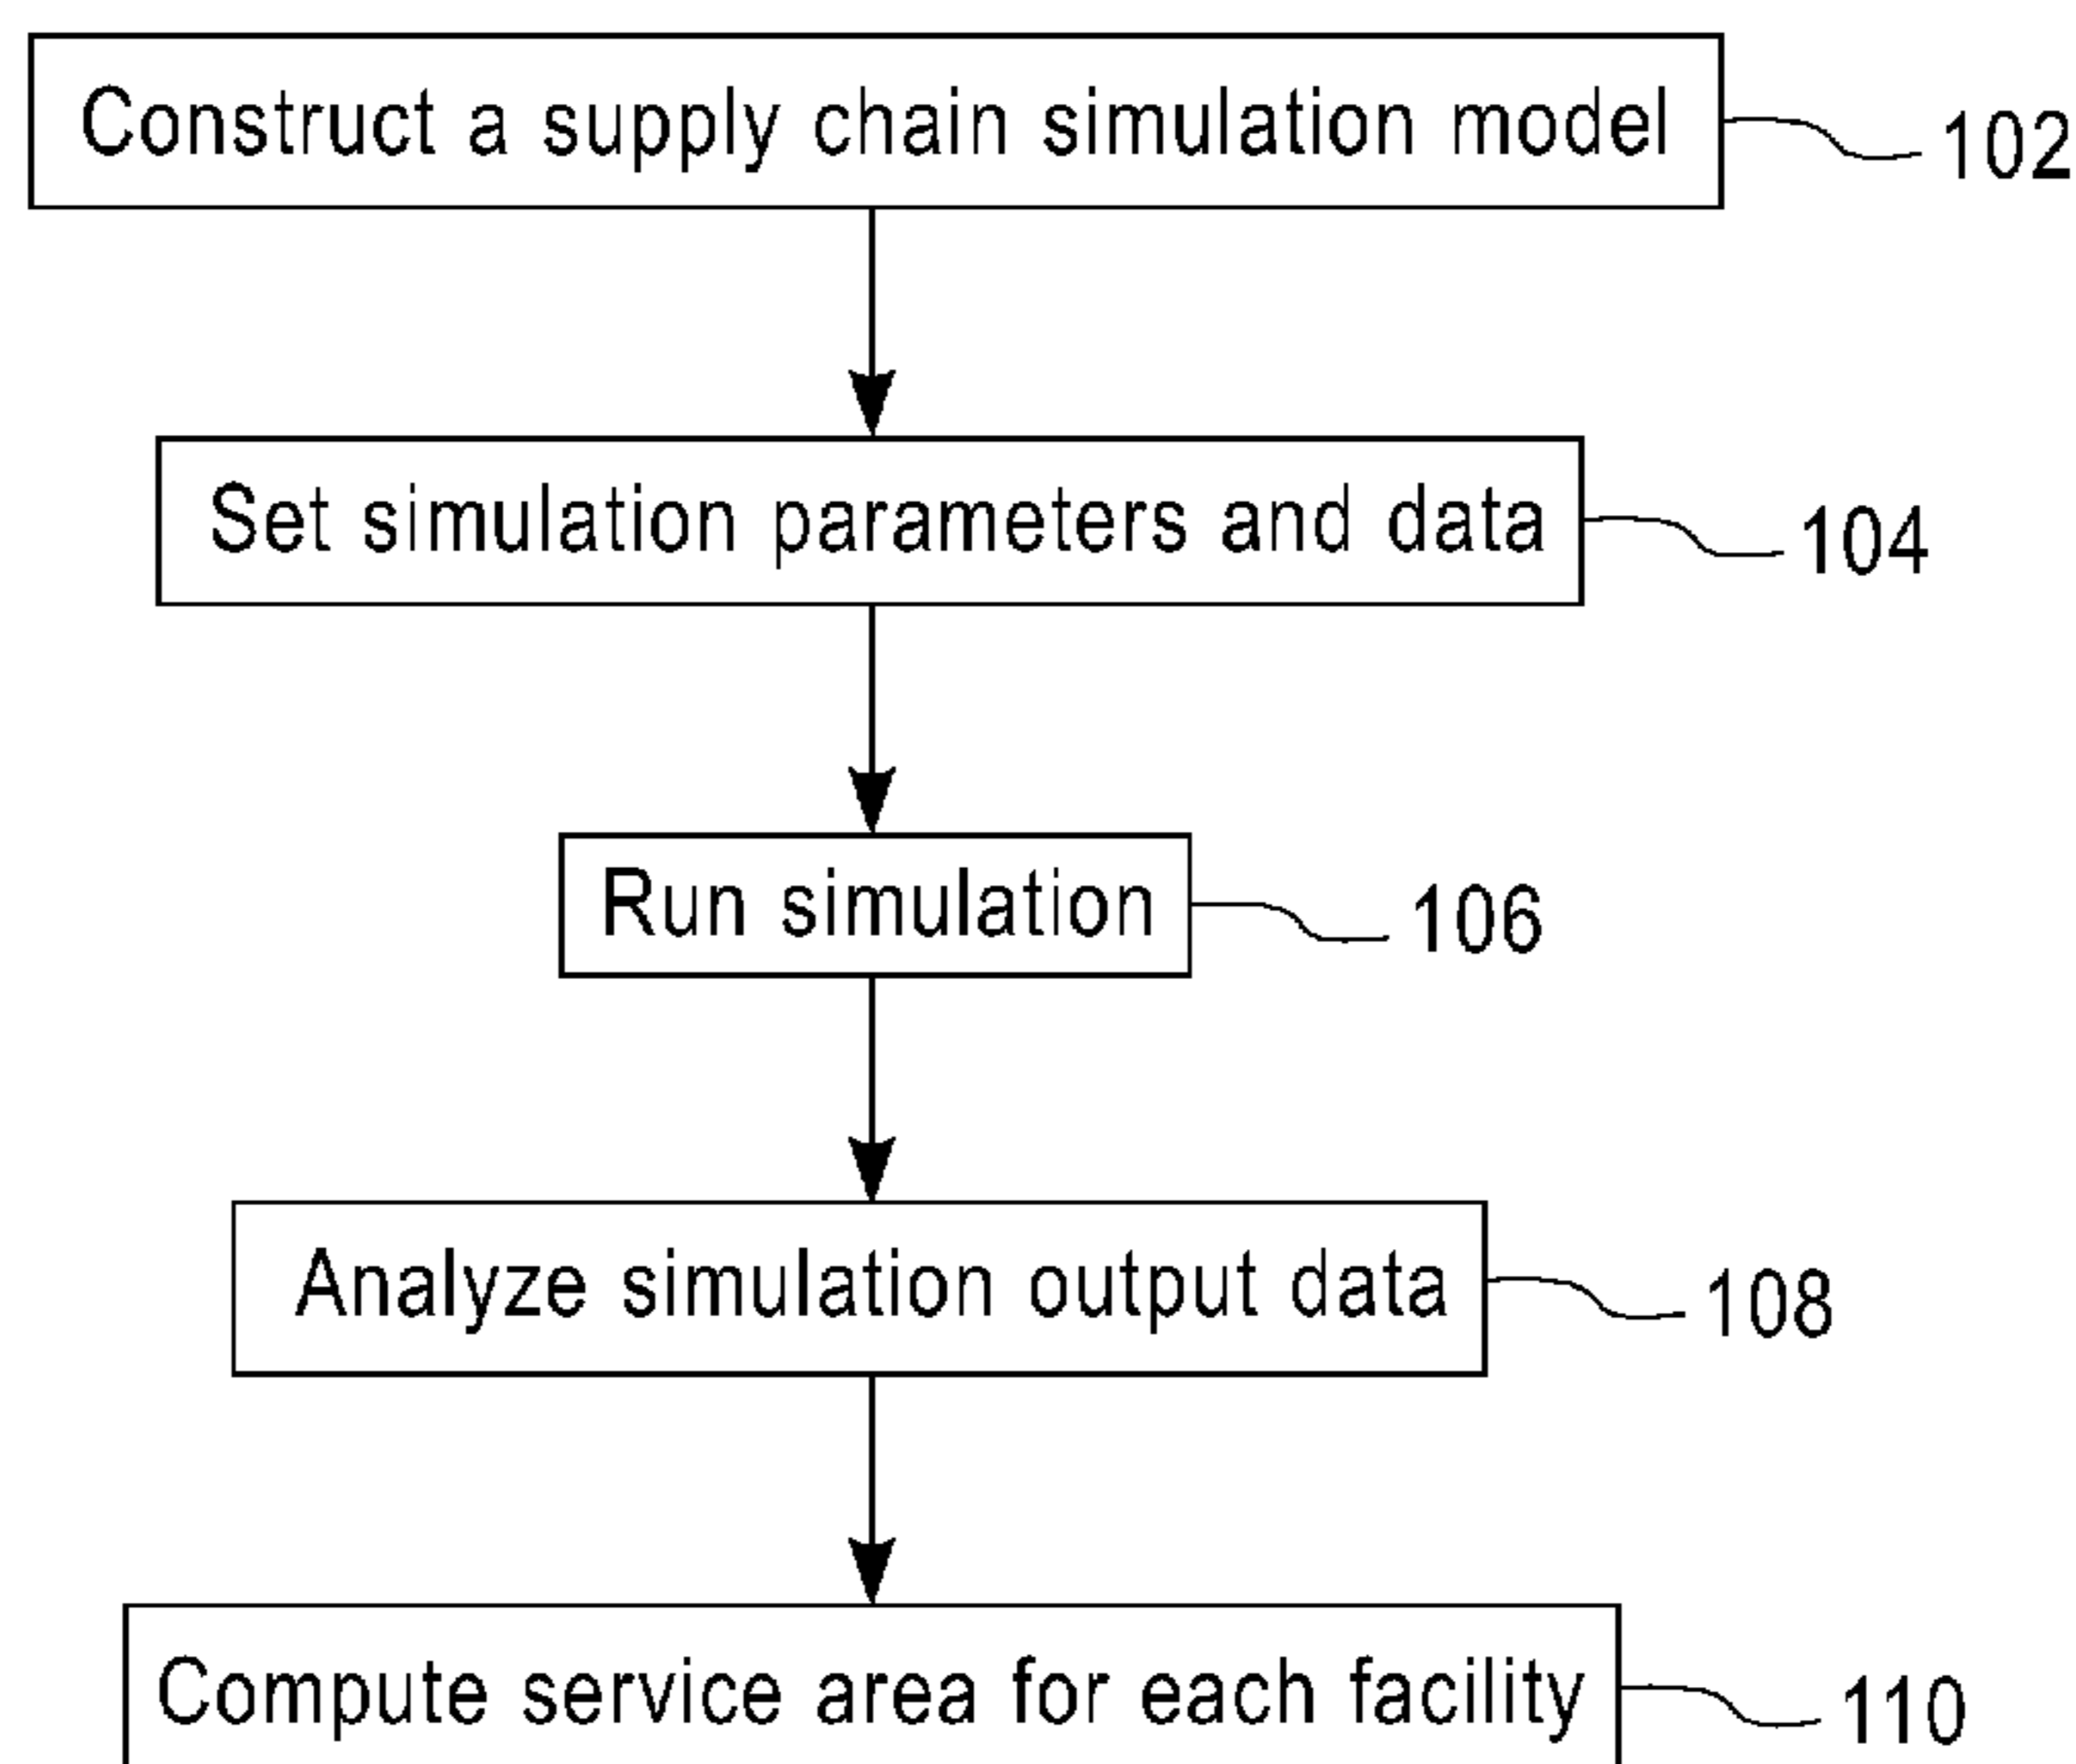 Construct a supply chain simulation model
102
Set simulation parameters and data
104
Run simulation
106
Analyze simulation output data
108
Compute service area for each facility
110